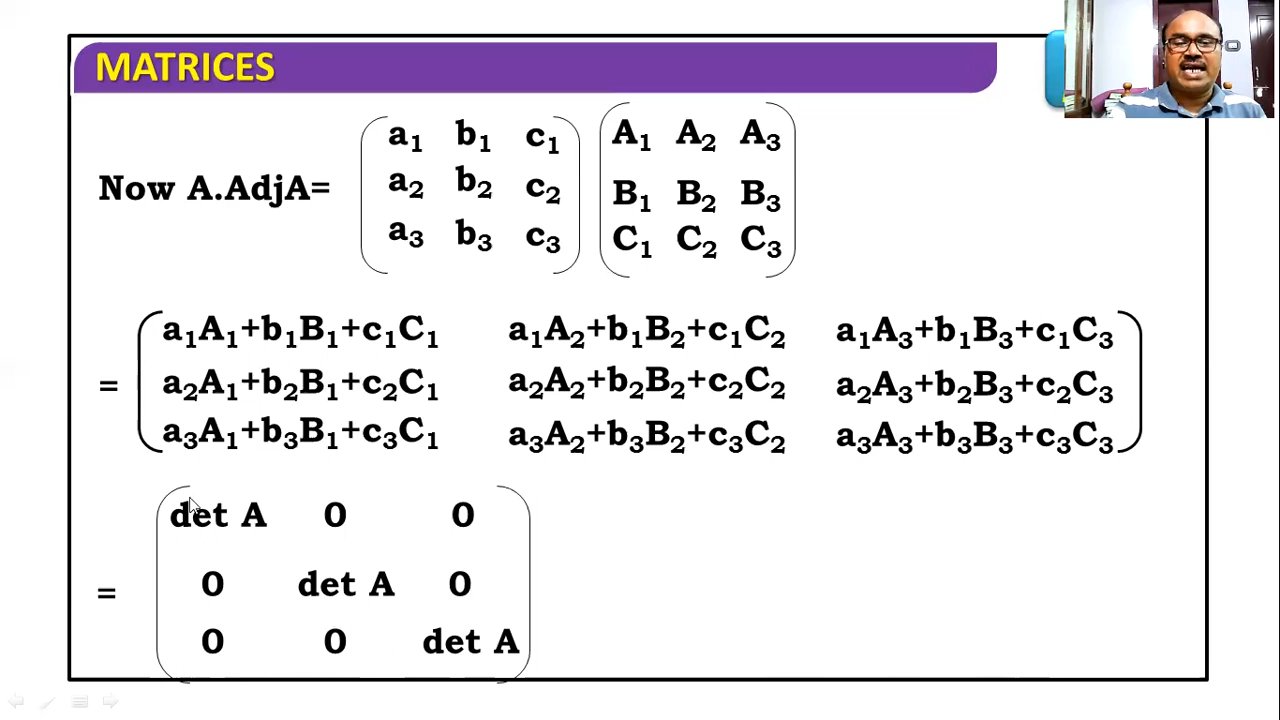 MATRICES
a₁ b₁ c₁ A₁ A₂ A₃
Now A.AdjA= a₂ b₂ c₂ B₁ B₂ B₃
a₃ b₃ c₃ C₁ C₂ C₃
a₁A₁+b₁B₁+c₁C₁ a₁A₂+b₁B₂+c₁C₂ a₁A₃+b₁B₃+c₁C₃
= a₂A₁+b₂B₁+c₂C₁ a₂A₂+b₂B₂+c₂C₂ a₂A₃+b₂B₃+c₂C₃
a₃A₁+b₃B₁+c₃C₁ a₃A₂+b₃B₂+c₃C₂ a₃A₃+b₃B₃+c₃C₃
det A 0 0
= 0 det A 0
0 0 det A